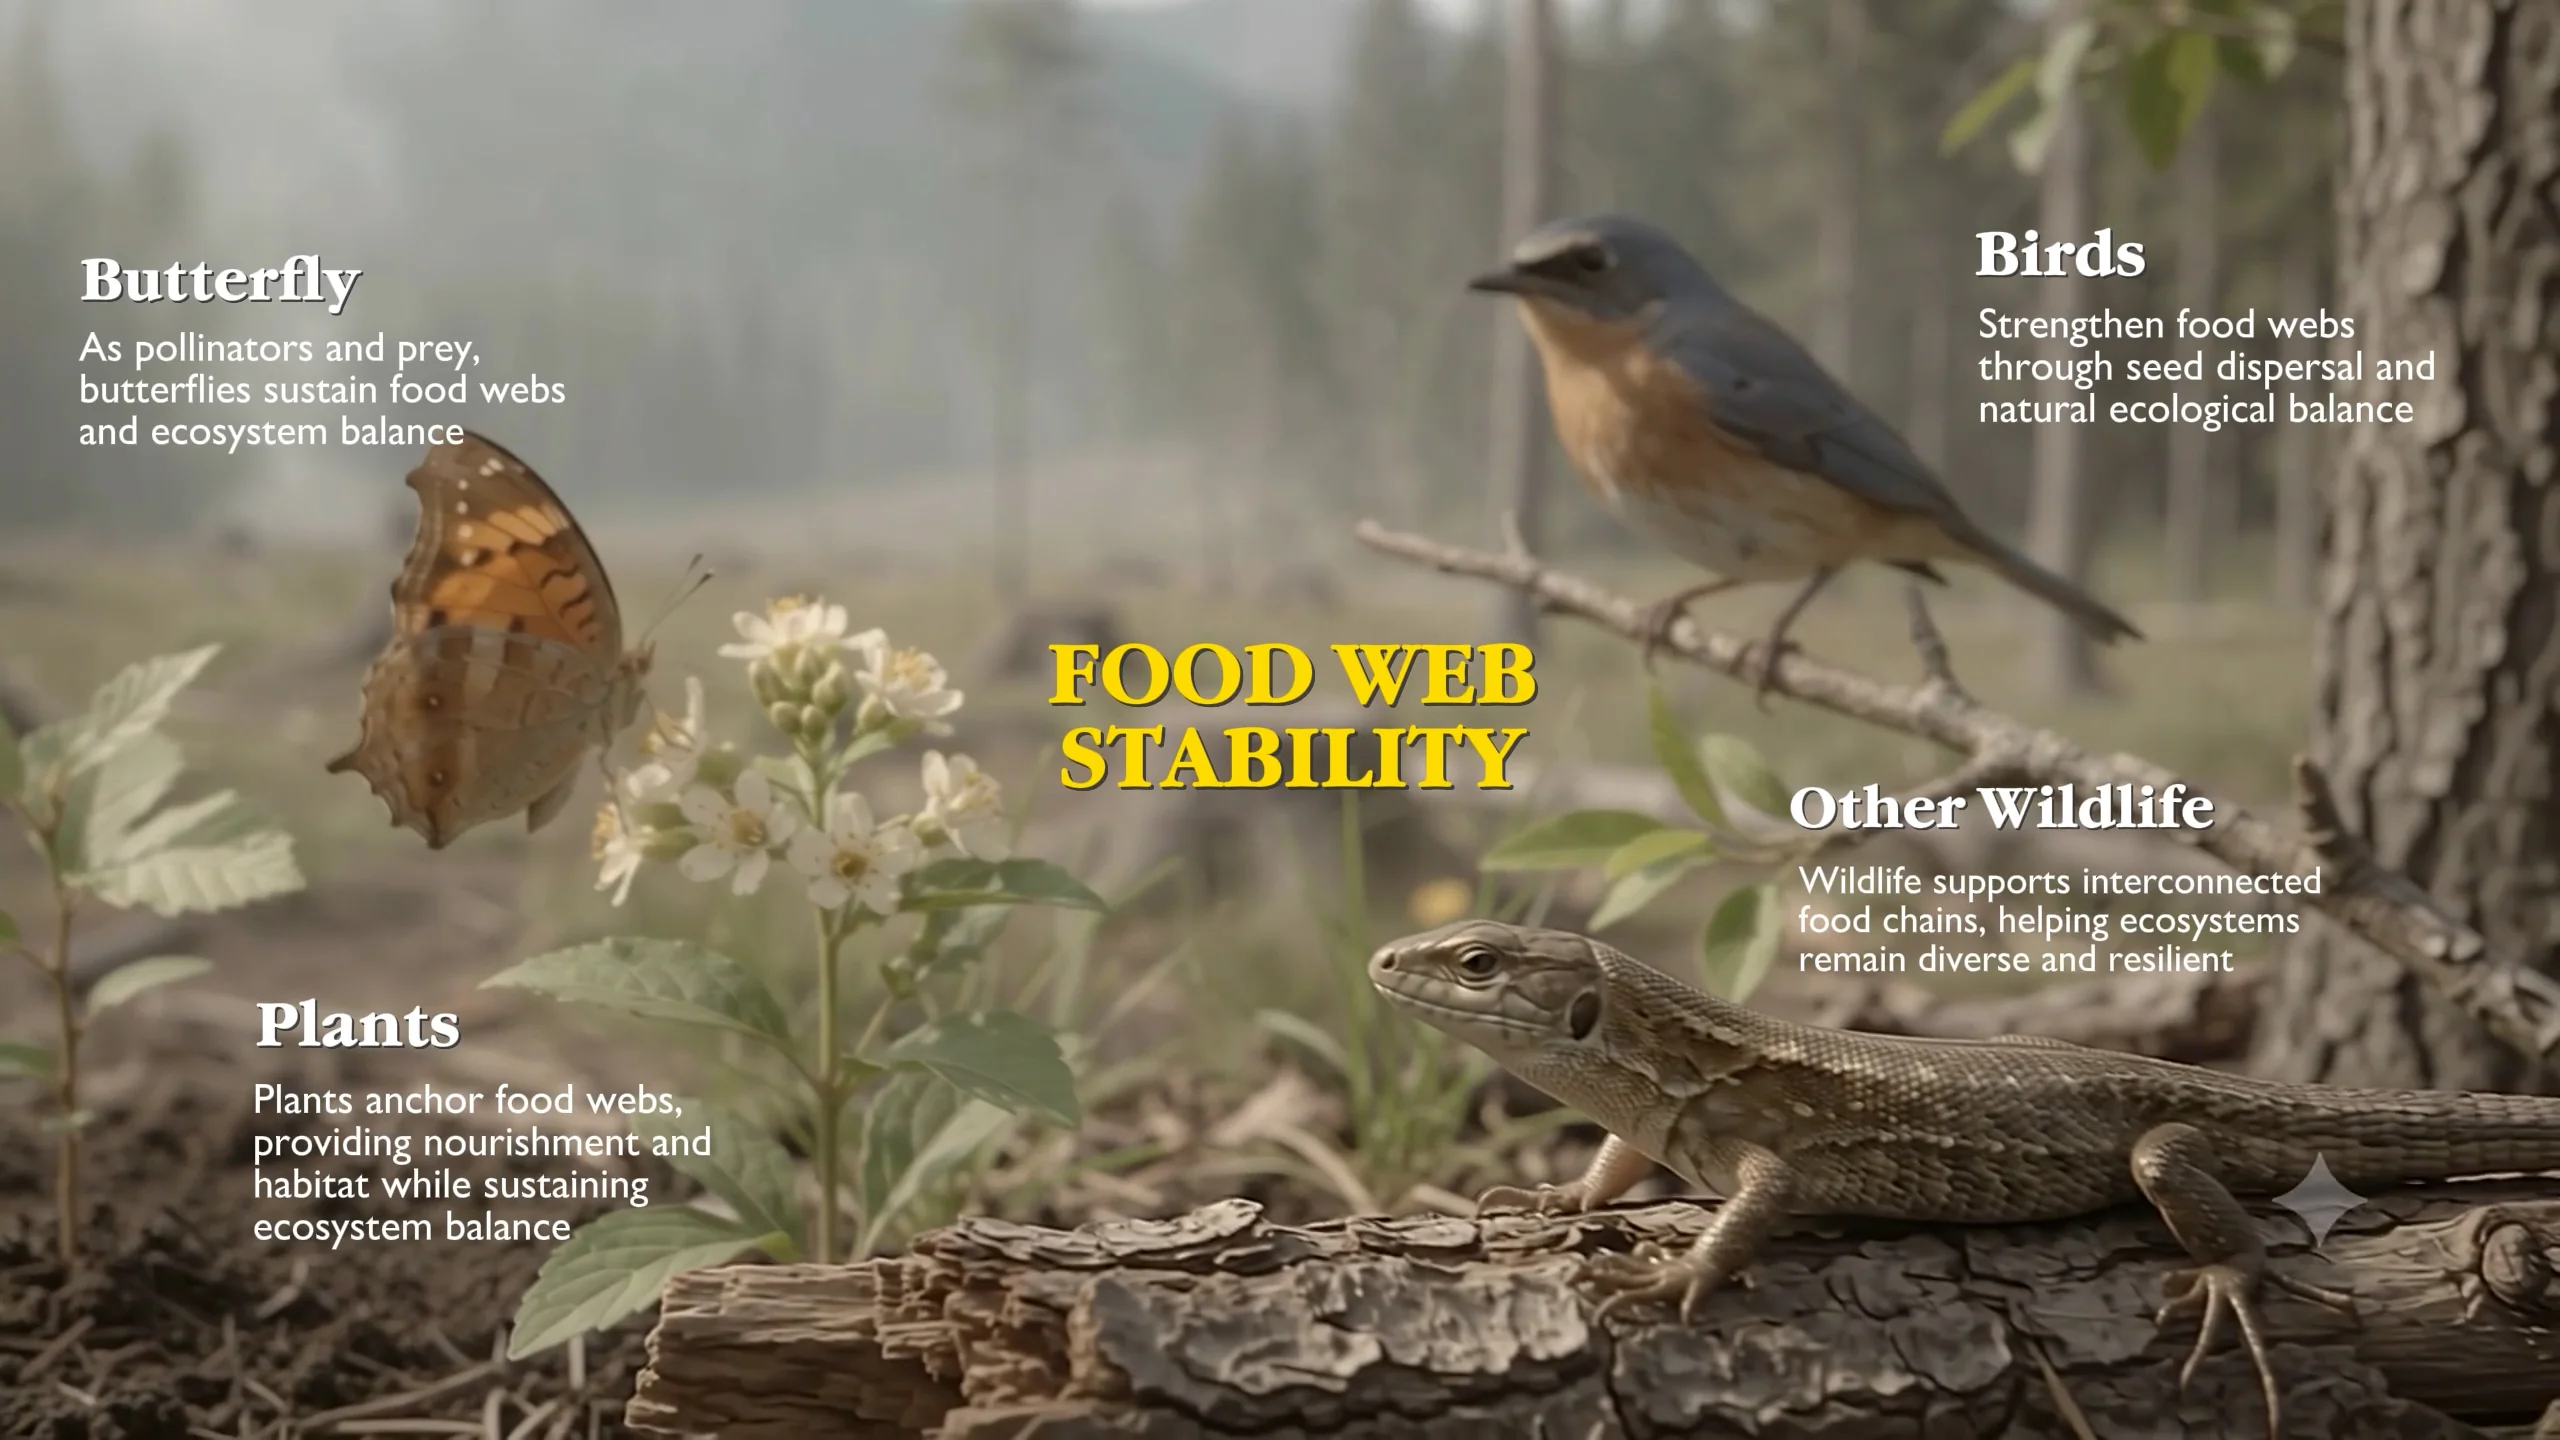 Butterfly
As pollinators and prey,
butterflies sustain food webs
and ecosystem balance
Birds
Strengthen food webs
through seed dispersal and
natural ecological balance
FOOD WEB
STABILITY
Other Wildlife
Wildlife supports interconnected
food chains, helping ecosystems
remain diverse and resilient
Plants
Plants anchor food webs,
providing nourishment and
habitat while sustaining
ecosystem balance